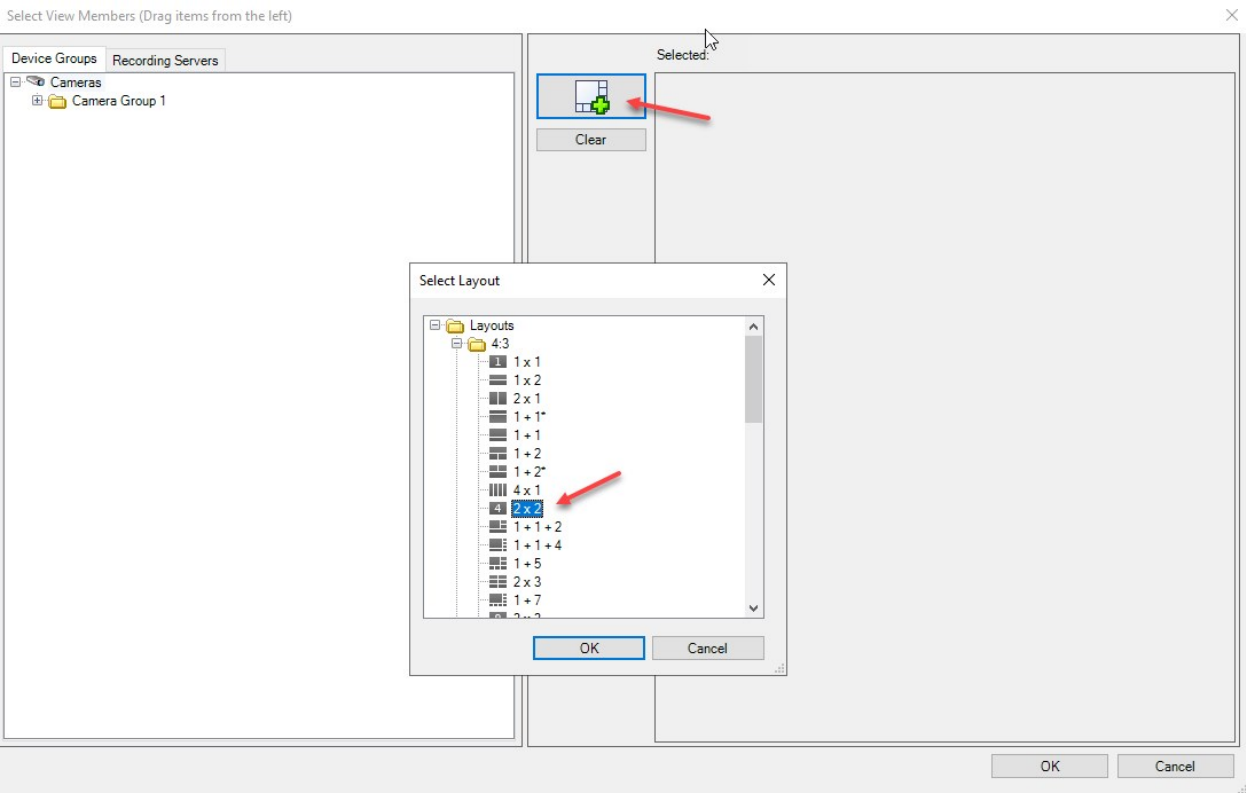 Select View Members (Drag items from the left)
Device Groups
Recording Servers
Selected:
Cameras
Camera Group 1
Clear
Select Layout
Layouts
4:3
1 1 x 1
1 x 2
2 x 1
1 + 1*
1 + 1
1 + 2
1 + 2*
4 x 1
4 2 x 2
1 + 1 + 2
1 + 1 + 4
1 + 5
2 x 3
1 + 7
OK
Cancel
OK
Cancel